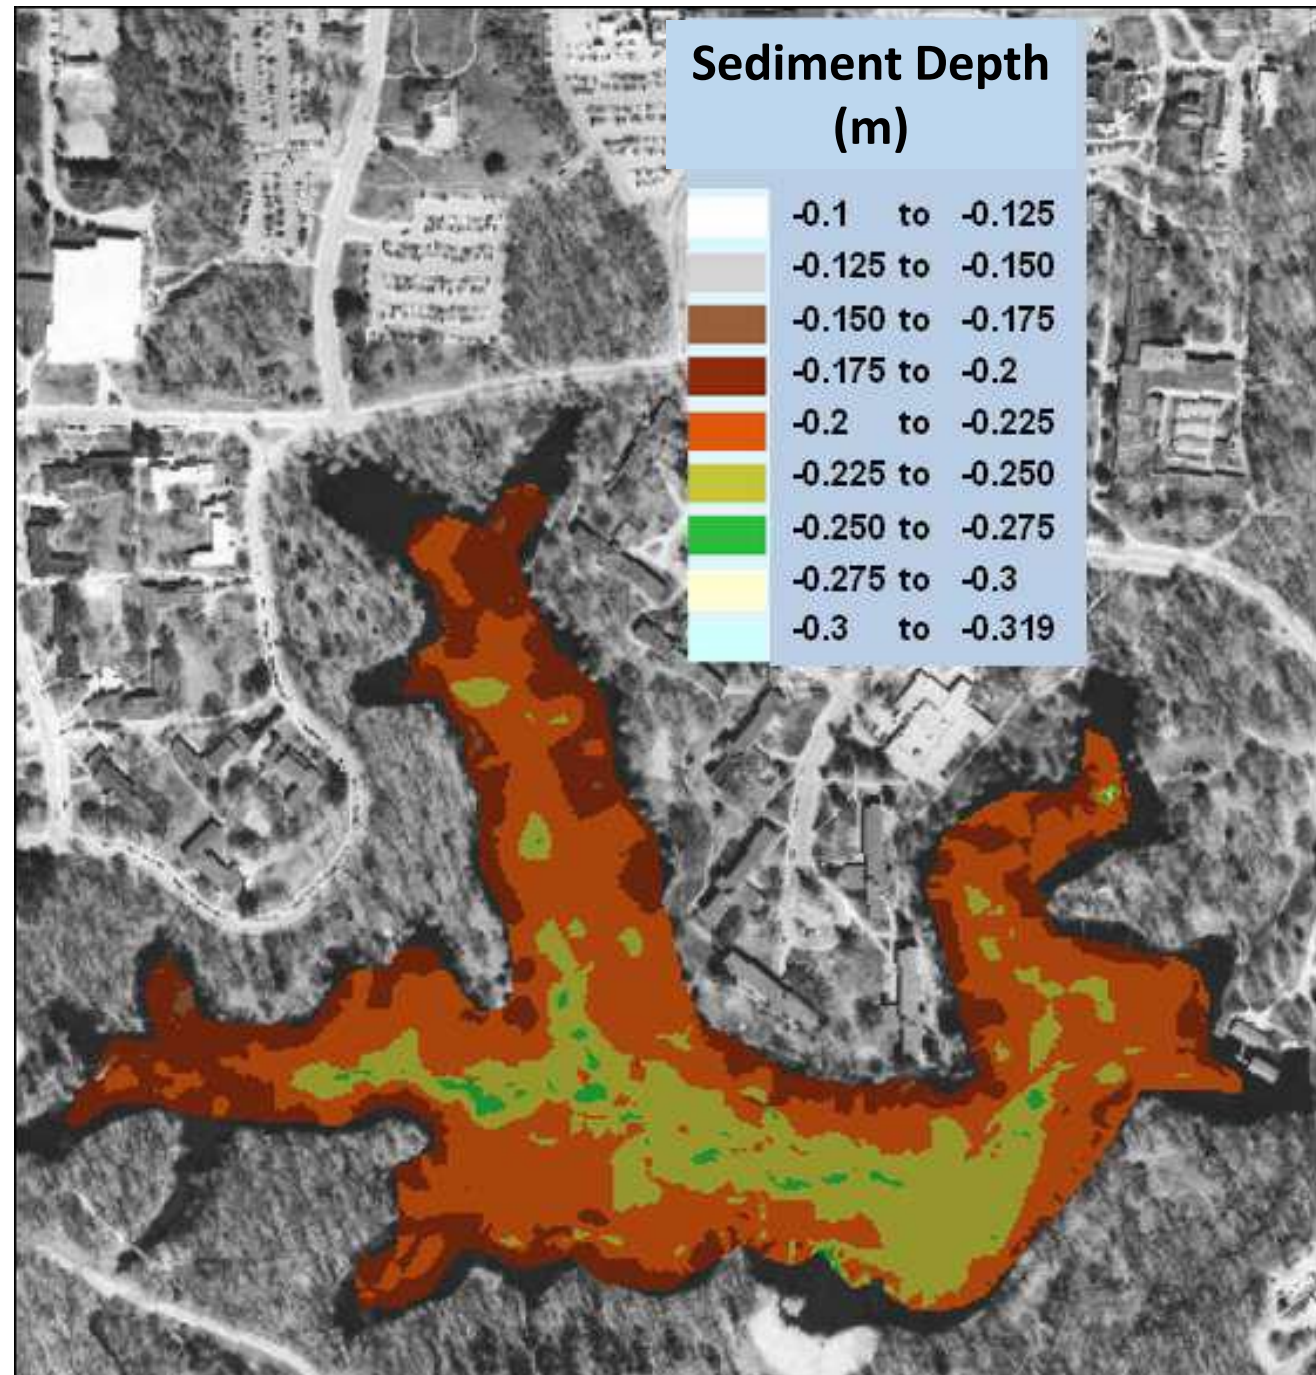 Sediment Depth
(m)
-0.1 to -0.125
-0.125 to -0.150
-0.150 to -0.175
-0.175 to -0.2
-0.2 to -0.225
-0.225 to -0.250
-0.250 to -0.275
-0.275 to -0.3
-0.3 to -0.319